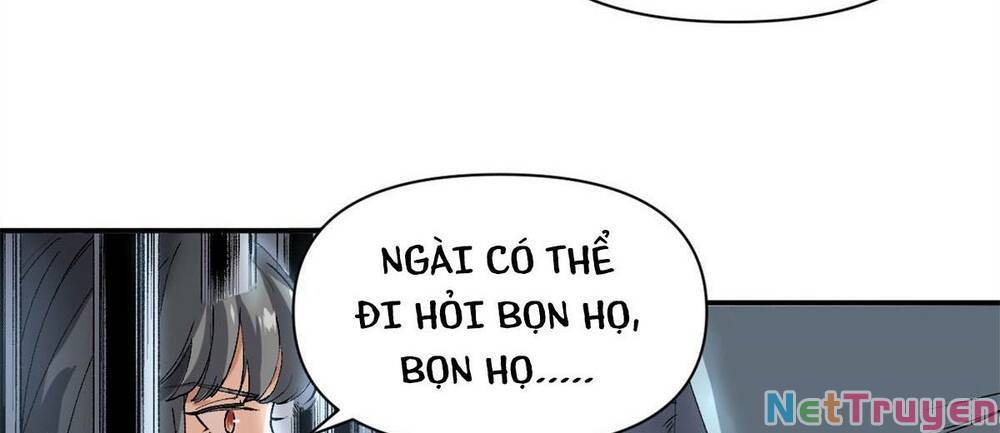 NGÀI CÓ THỂ
ĐI HỎI BỌN HỌ,
BỌN HỌ.....
NetTruyen